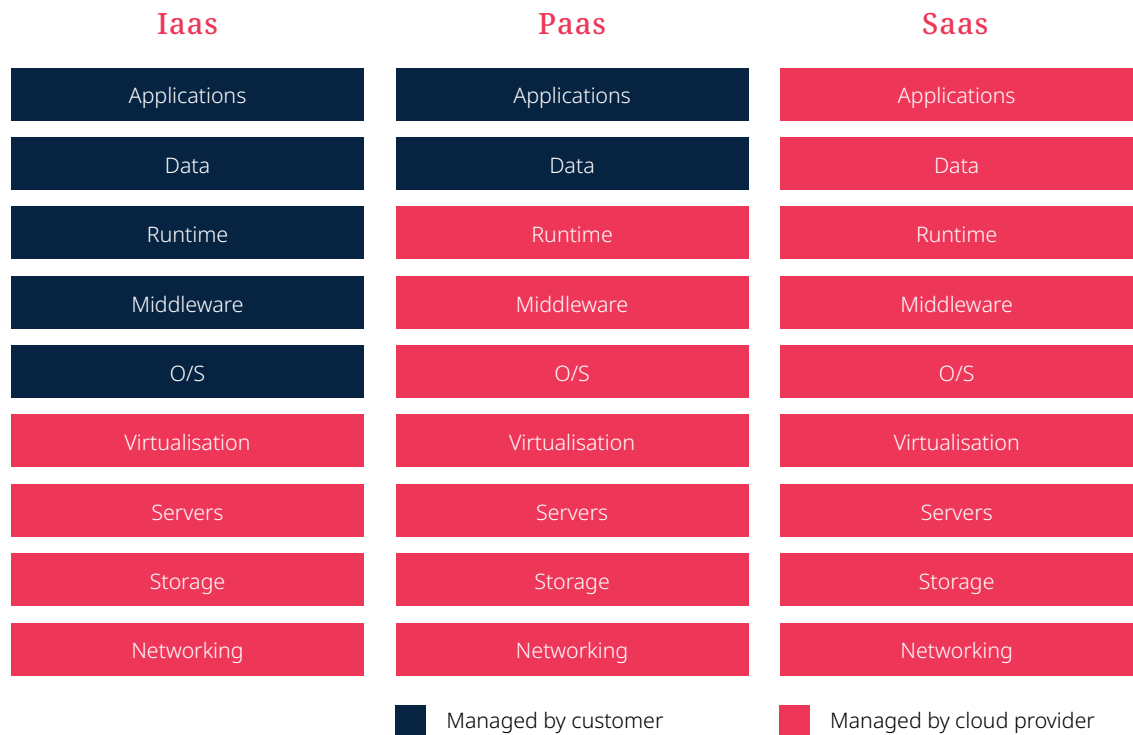 Iaas
Paas
Saas
Applications
Applications
Applications
Data
Data
Data
Runtime
Runtime
Runtime
Middleware
Middleware
Middleware
O/S
O/S
O/S
Virtualisation
Virtualisation
Virtualisation
Servers
Servers
Servers
Storage
Storage
Storage
Networking
Networking
Networking
Managed by customer
Managed by cloud provider